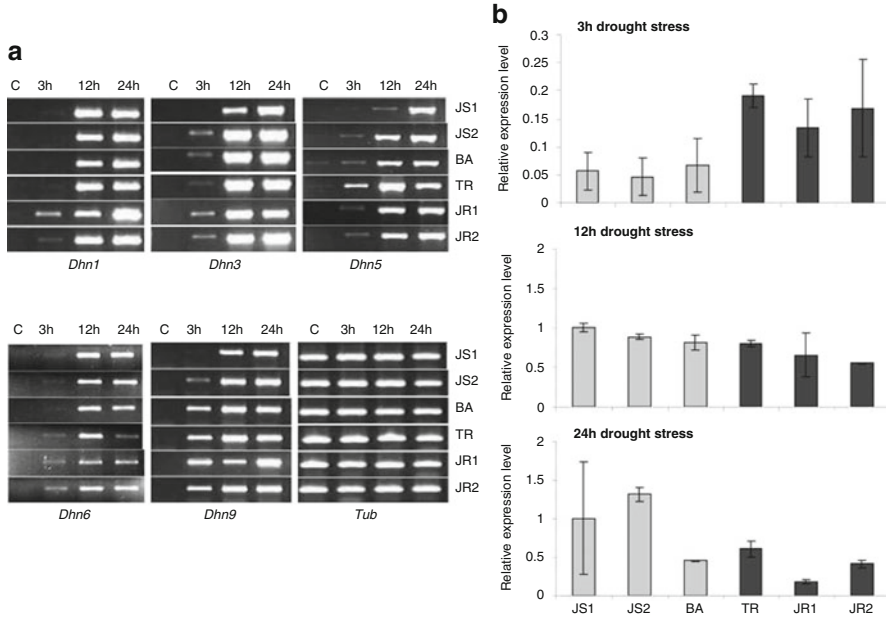 a
C 3h 12h 24h C 3h 12h 24h C 3h 12h 24h
JS1
JS2
BA
TR
JR1
JR2
Dhn1 Dhn3 Dhn5
C 3h 12h 24h C 3h 12h 24h C 3h 12h 24h
JS1
JS2
BA
TR
JR1
JR2
Dhn6 Dhn9 Tub
b
3h drought stress
Relative expression level
0.3
0.25
0.2
0.15
0.1
0.05
0
12h drought stress
Relative expression level
2
1.5
1
0.5
0
24h drought stress
Relative expression level
2
1.5
1
0.5
0
JS1 JS2 BA TR JR1 JR2